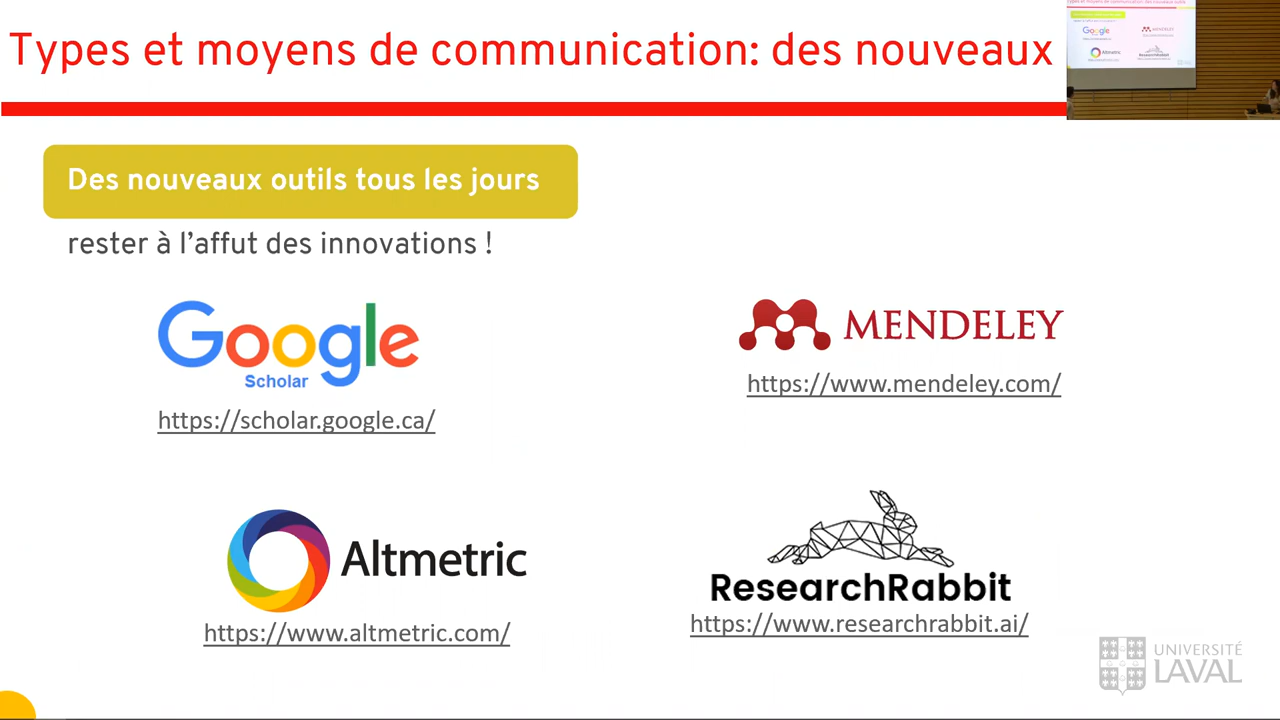 Types et moyens de communication: des nouveaux
Des nouveaux outils tous les jours
rester à l’affut des innovations !
Google
Scholar
https://scholar.google.ca/
MENDELEY
https://www.mendeley.com/
Altmetric
https://www.altmetric.com/
ResearchRabbit
https://www.researchrabbit.ai/
UNIVERSITÉ
LAVAL